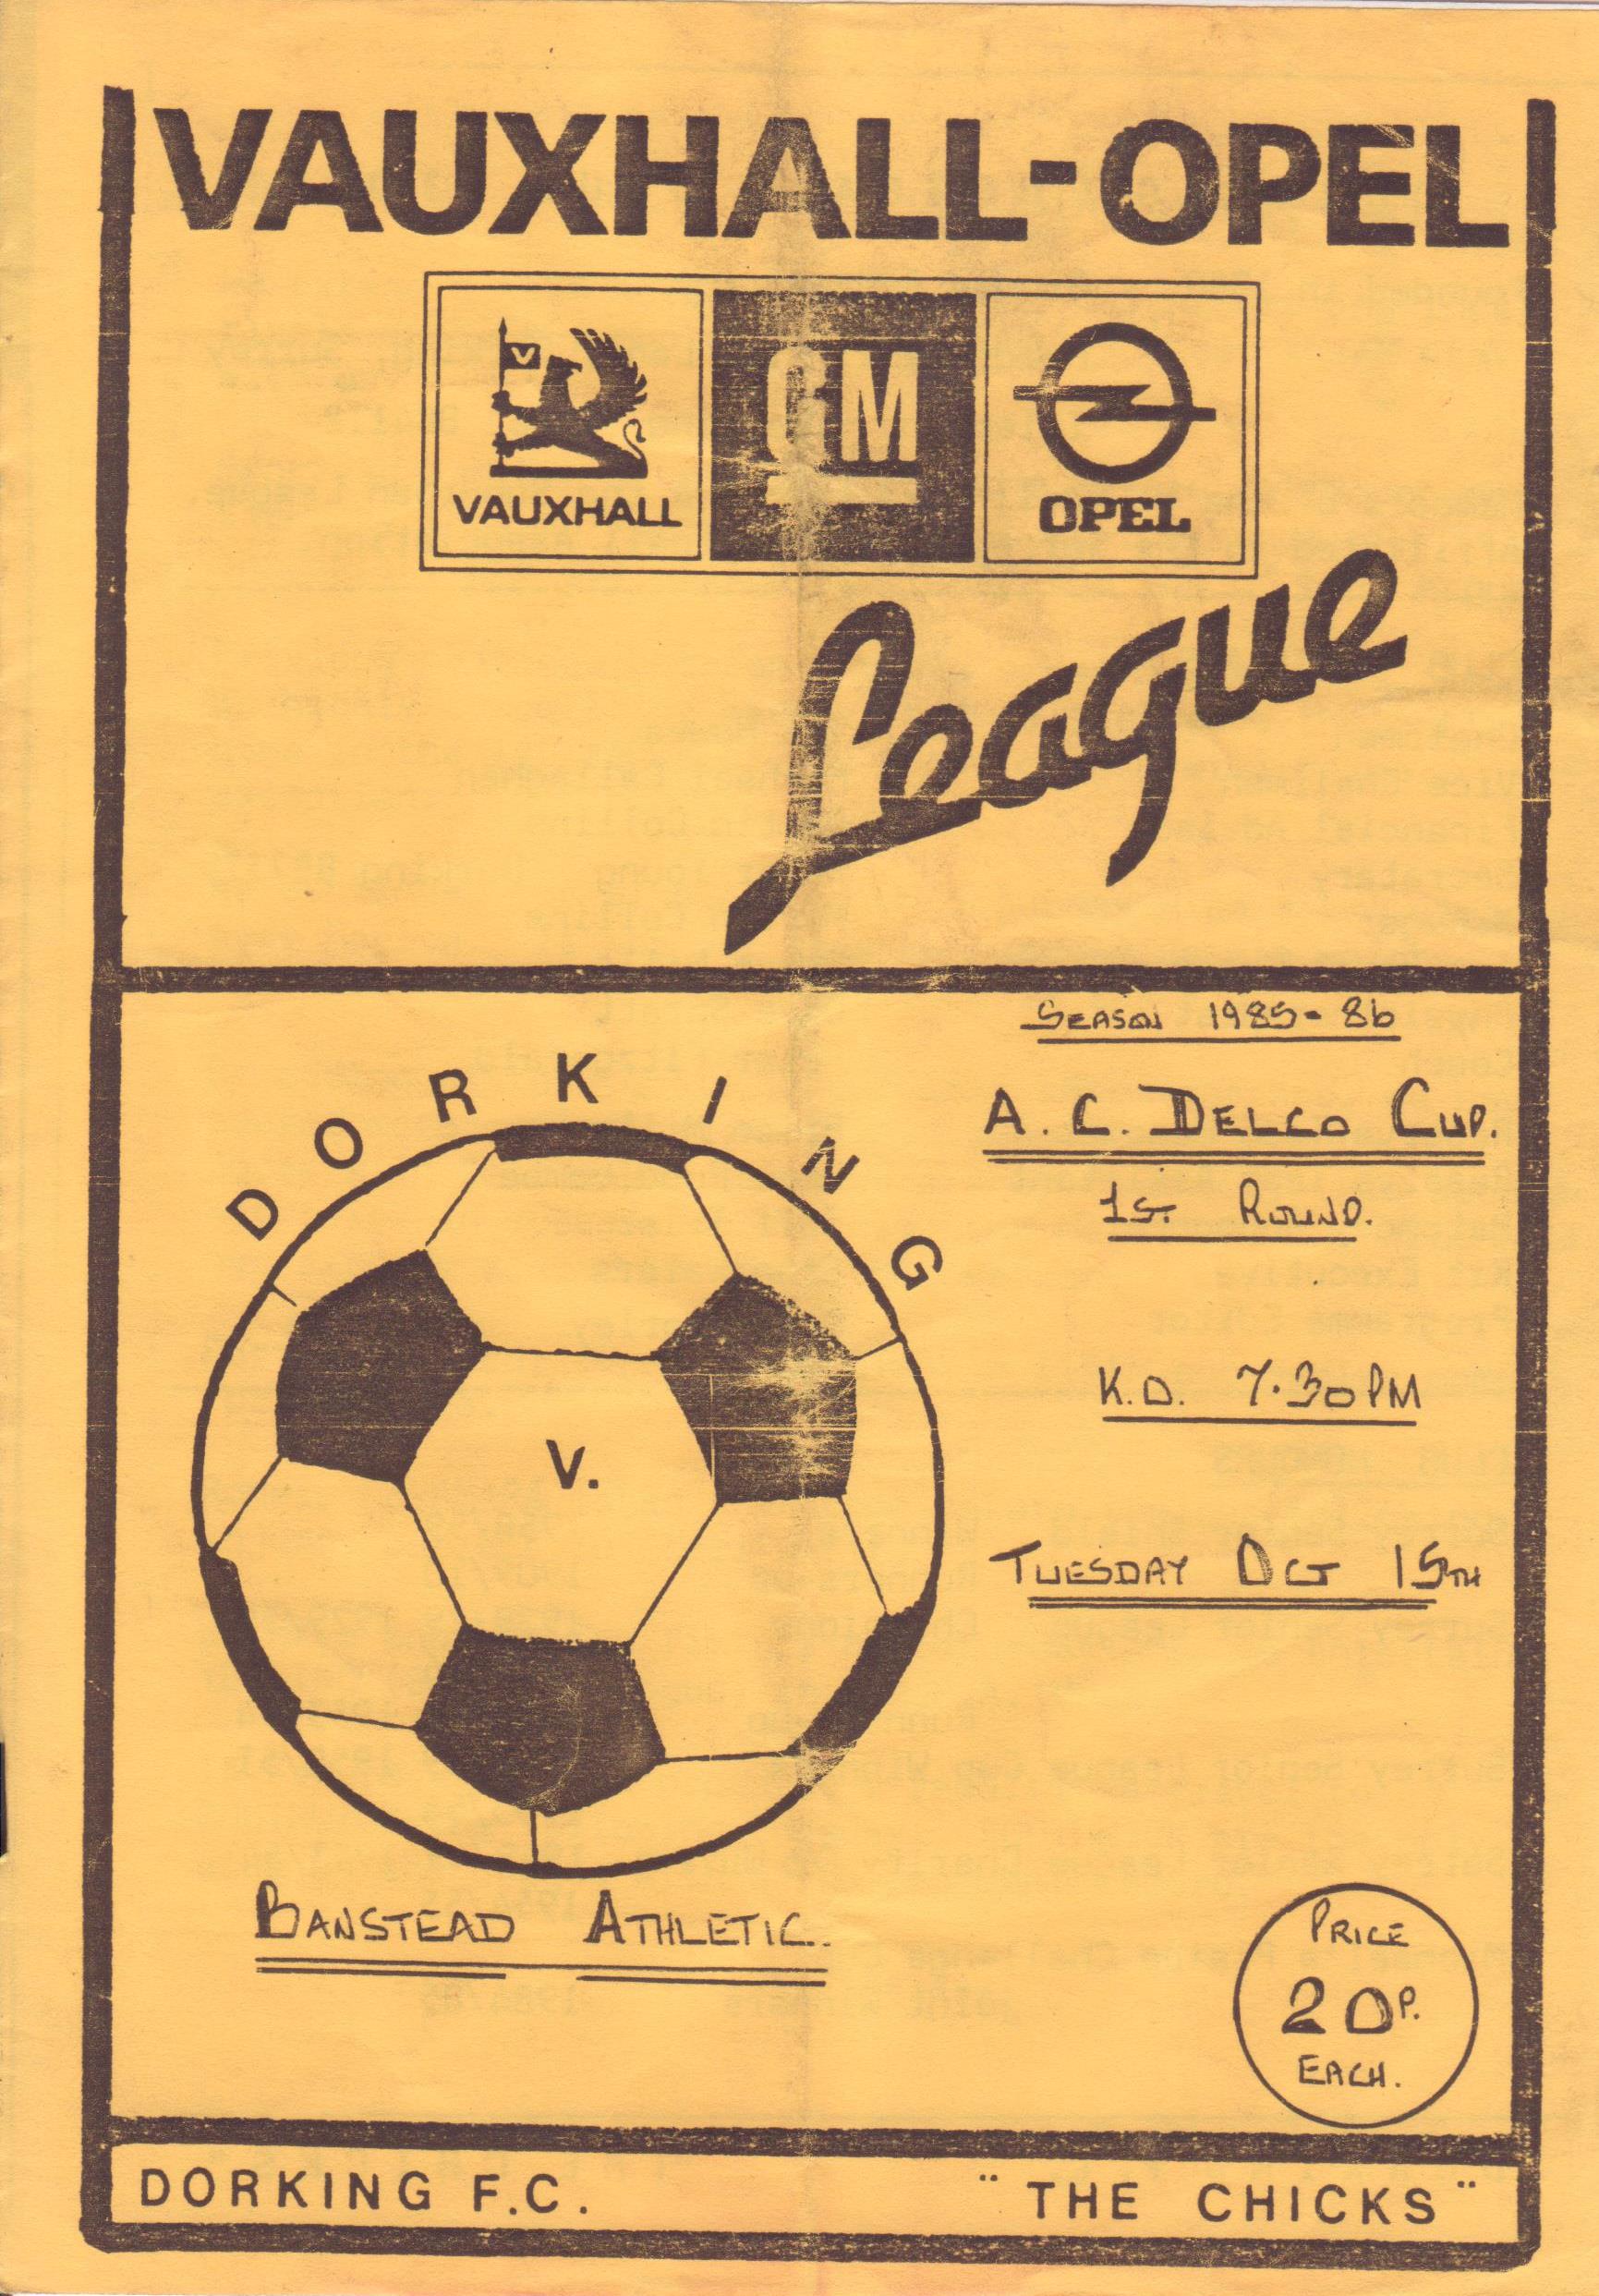 VAUXHALL-OPEL
V
VAUXHALL
GM
OPEL
League
SEASON 1985-86
A.C. DELCO CUP.
1ST. ROUND.
DORKING
K.O. 7.30PM
V.
TUESDAY OCT 15TH
BANSTEAD ATHLETIC.
PRICE
20P.
EACH.
DORKING F.C.
"THE CHICKS"